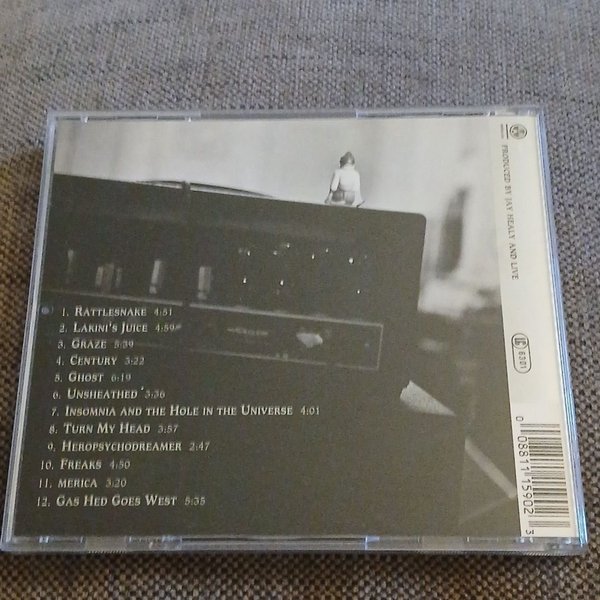 1. RATTLESNAKE 4:51
2. LAKINI'S JUICE 4:59
3. GRAZE 5:39
4. CENTURY 3:22
5. GHOST 6:19
6. UNSHEATHED 3:36
7. INSOMNIA AND THE HOLE IN THE UNIVERSE 4:01
8. TURN MY HEAD 3:57
9. HEROPSYCHODREAMER 2:47
10. FREAKS 4:50
11. MERICA 3:20
12. GAS HED GOES WEST 5:35
PRODUCED BY JAY HEALY AND LIVE
LC
6301
0 08811 15902 3